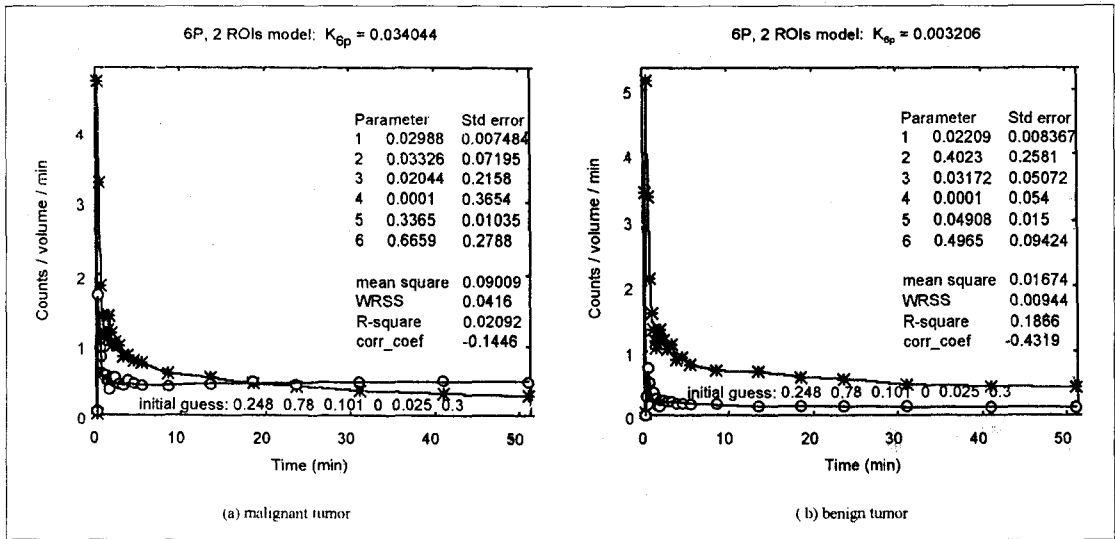 6P, 2 ROIs model: K6p = 0.034044
Counts / volume / min
4
3
2
1
0
Parameter Std error
1 0.02988 0.007484
2 0.03326 0.07195
3 0.02044 0.2158
4 0.0001 0.3654
5 0.3365 0.01035
6 0.6659 0.2788
mean square 0.09009
WRSS 0.0416
R-square 0.02092
corr_coef -0.1446
initial guess: 0.248 0.78 0.101 0 0.025 0.3
0 10 20 30 40 50
Time (min)
(a) malignant tumor
6P, 2 ROIs model: K6p = 0.003206
Counts / volume / min
5
4
3
2
1
0
Parameter Std error
1 0.02209 0.008367
2 0.4023 0.2581
3 0.03172 0.05072
4 0.0001 0.054
5 0.04908 0.015
6 0.4965 0.09424
mean square 0.01674
WRSS 0.00944
R-square 0.1866
corr_coef -0.4319
initial guess: 0.248 0.78 0.101 0 0.025 0.3
0 10 20 30 40 50
Time (min)
(b) benign tumor